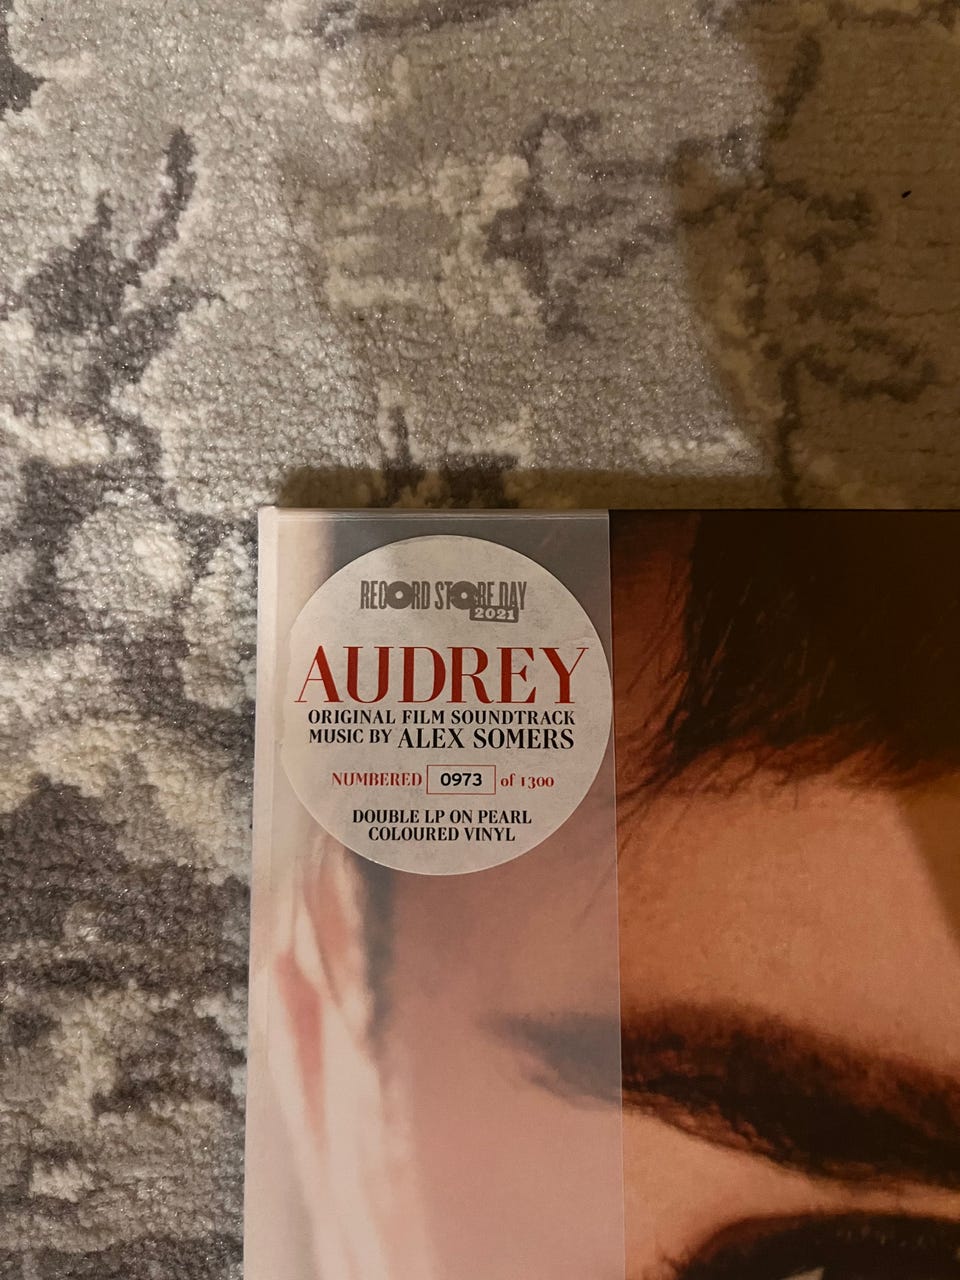 RECORD STORE DAY
2021
AUDREY
ORIGINAL FILM SOUNDTRACK
MUSIC BY ALEX SOMERS
NUMBERED 0973 of 1300
DOUBLE LP ON PEARL
COLOURED VINYL